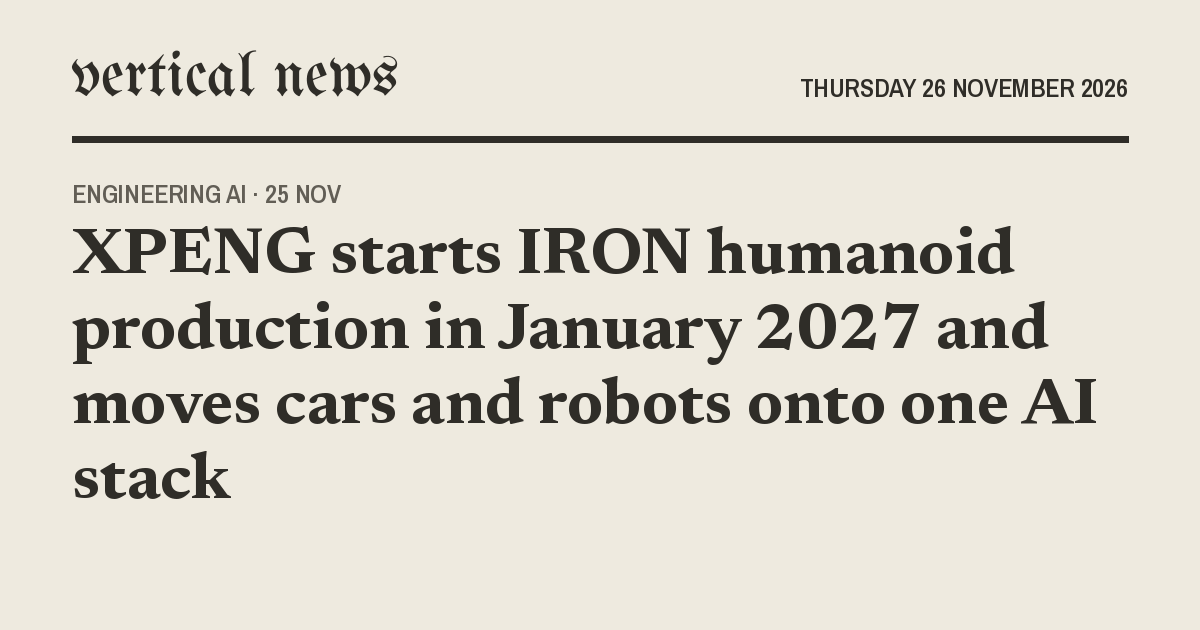 vertical news
THURSDAY 26 NOVEMBER 2026
ENGINEERING AI · 25 NOV
XPENG starts IRON humanoid
production in January 2027 and
moves cars and robots onto one AI
stack